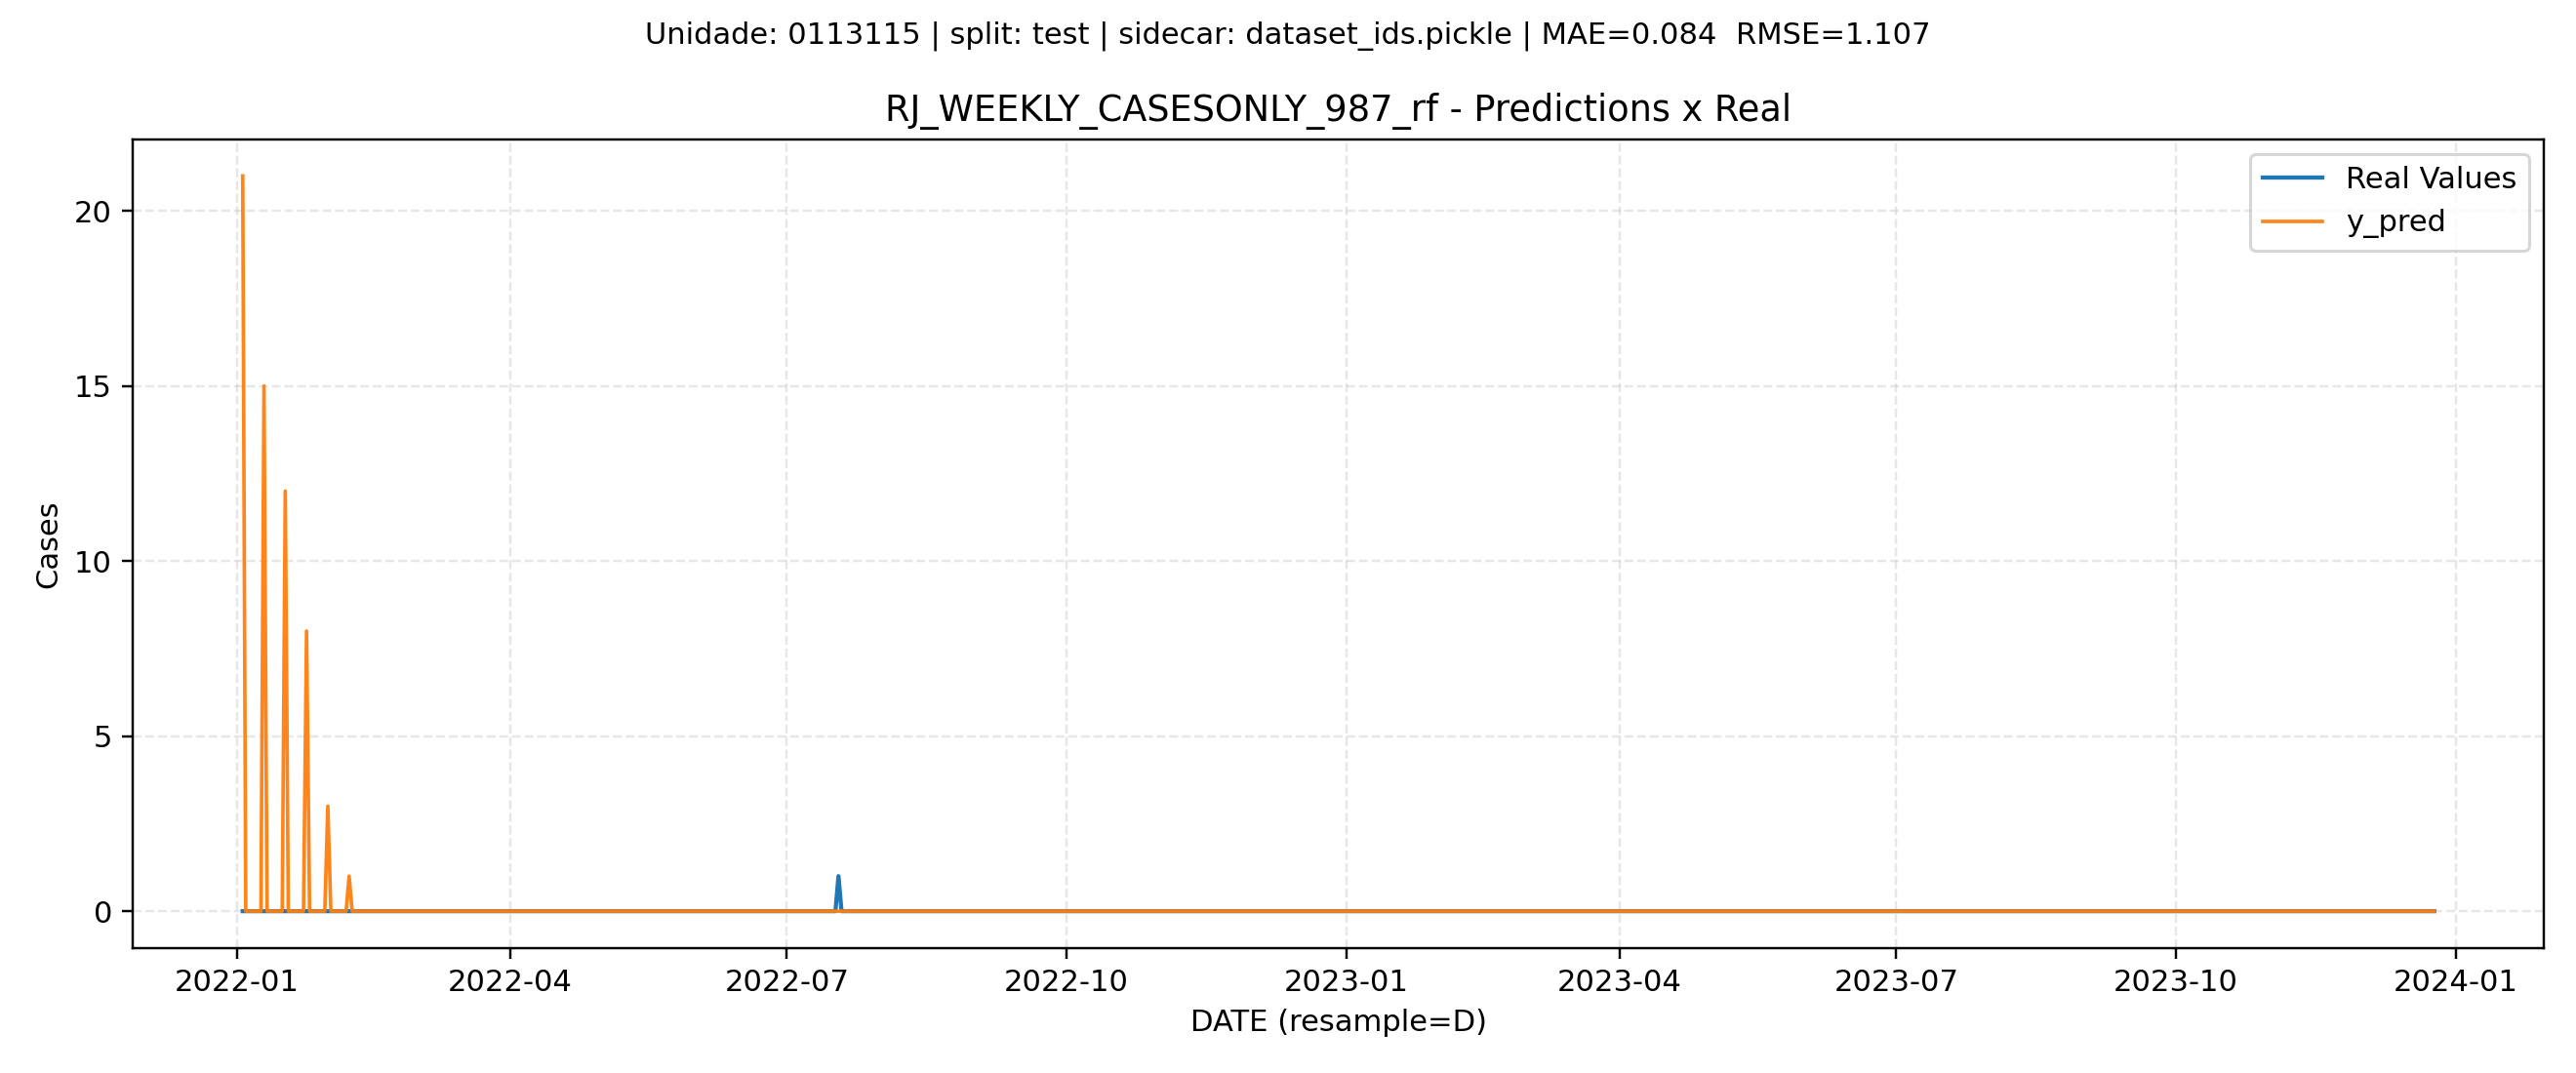 Unidade: 0113115 | split: test | sidecar: dataset_ids.pickle | MAE=0.084  RMSE=1.107
RJ_WEEKLY_CASESONLY_987_rf - Predictions x Real
Real Values
y_pred
20
15
10
5
0
Cases
2022-01
2022-04
2022-07
2022-10
2023-01
2023-04
2023-07
2023-10
2024-01
DATE (resample=D)